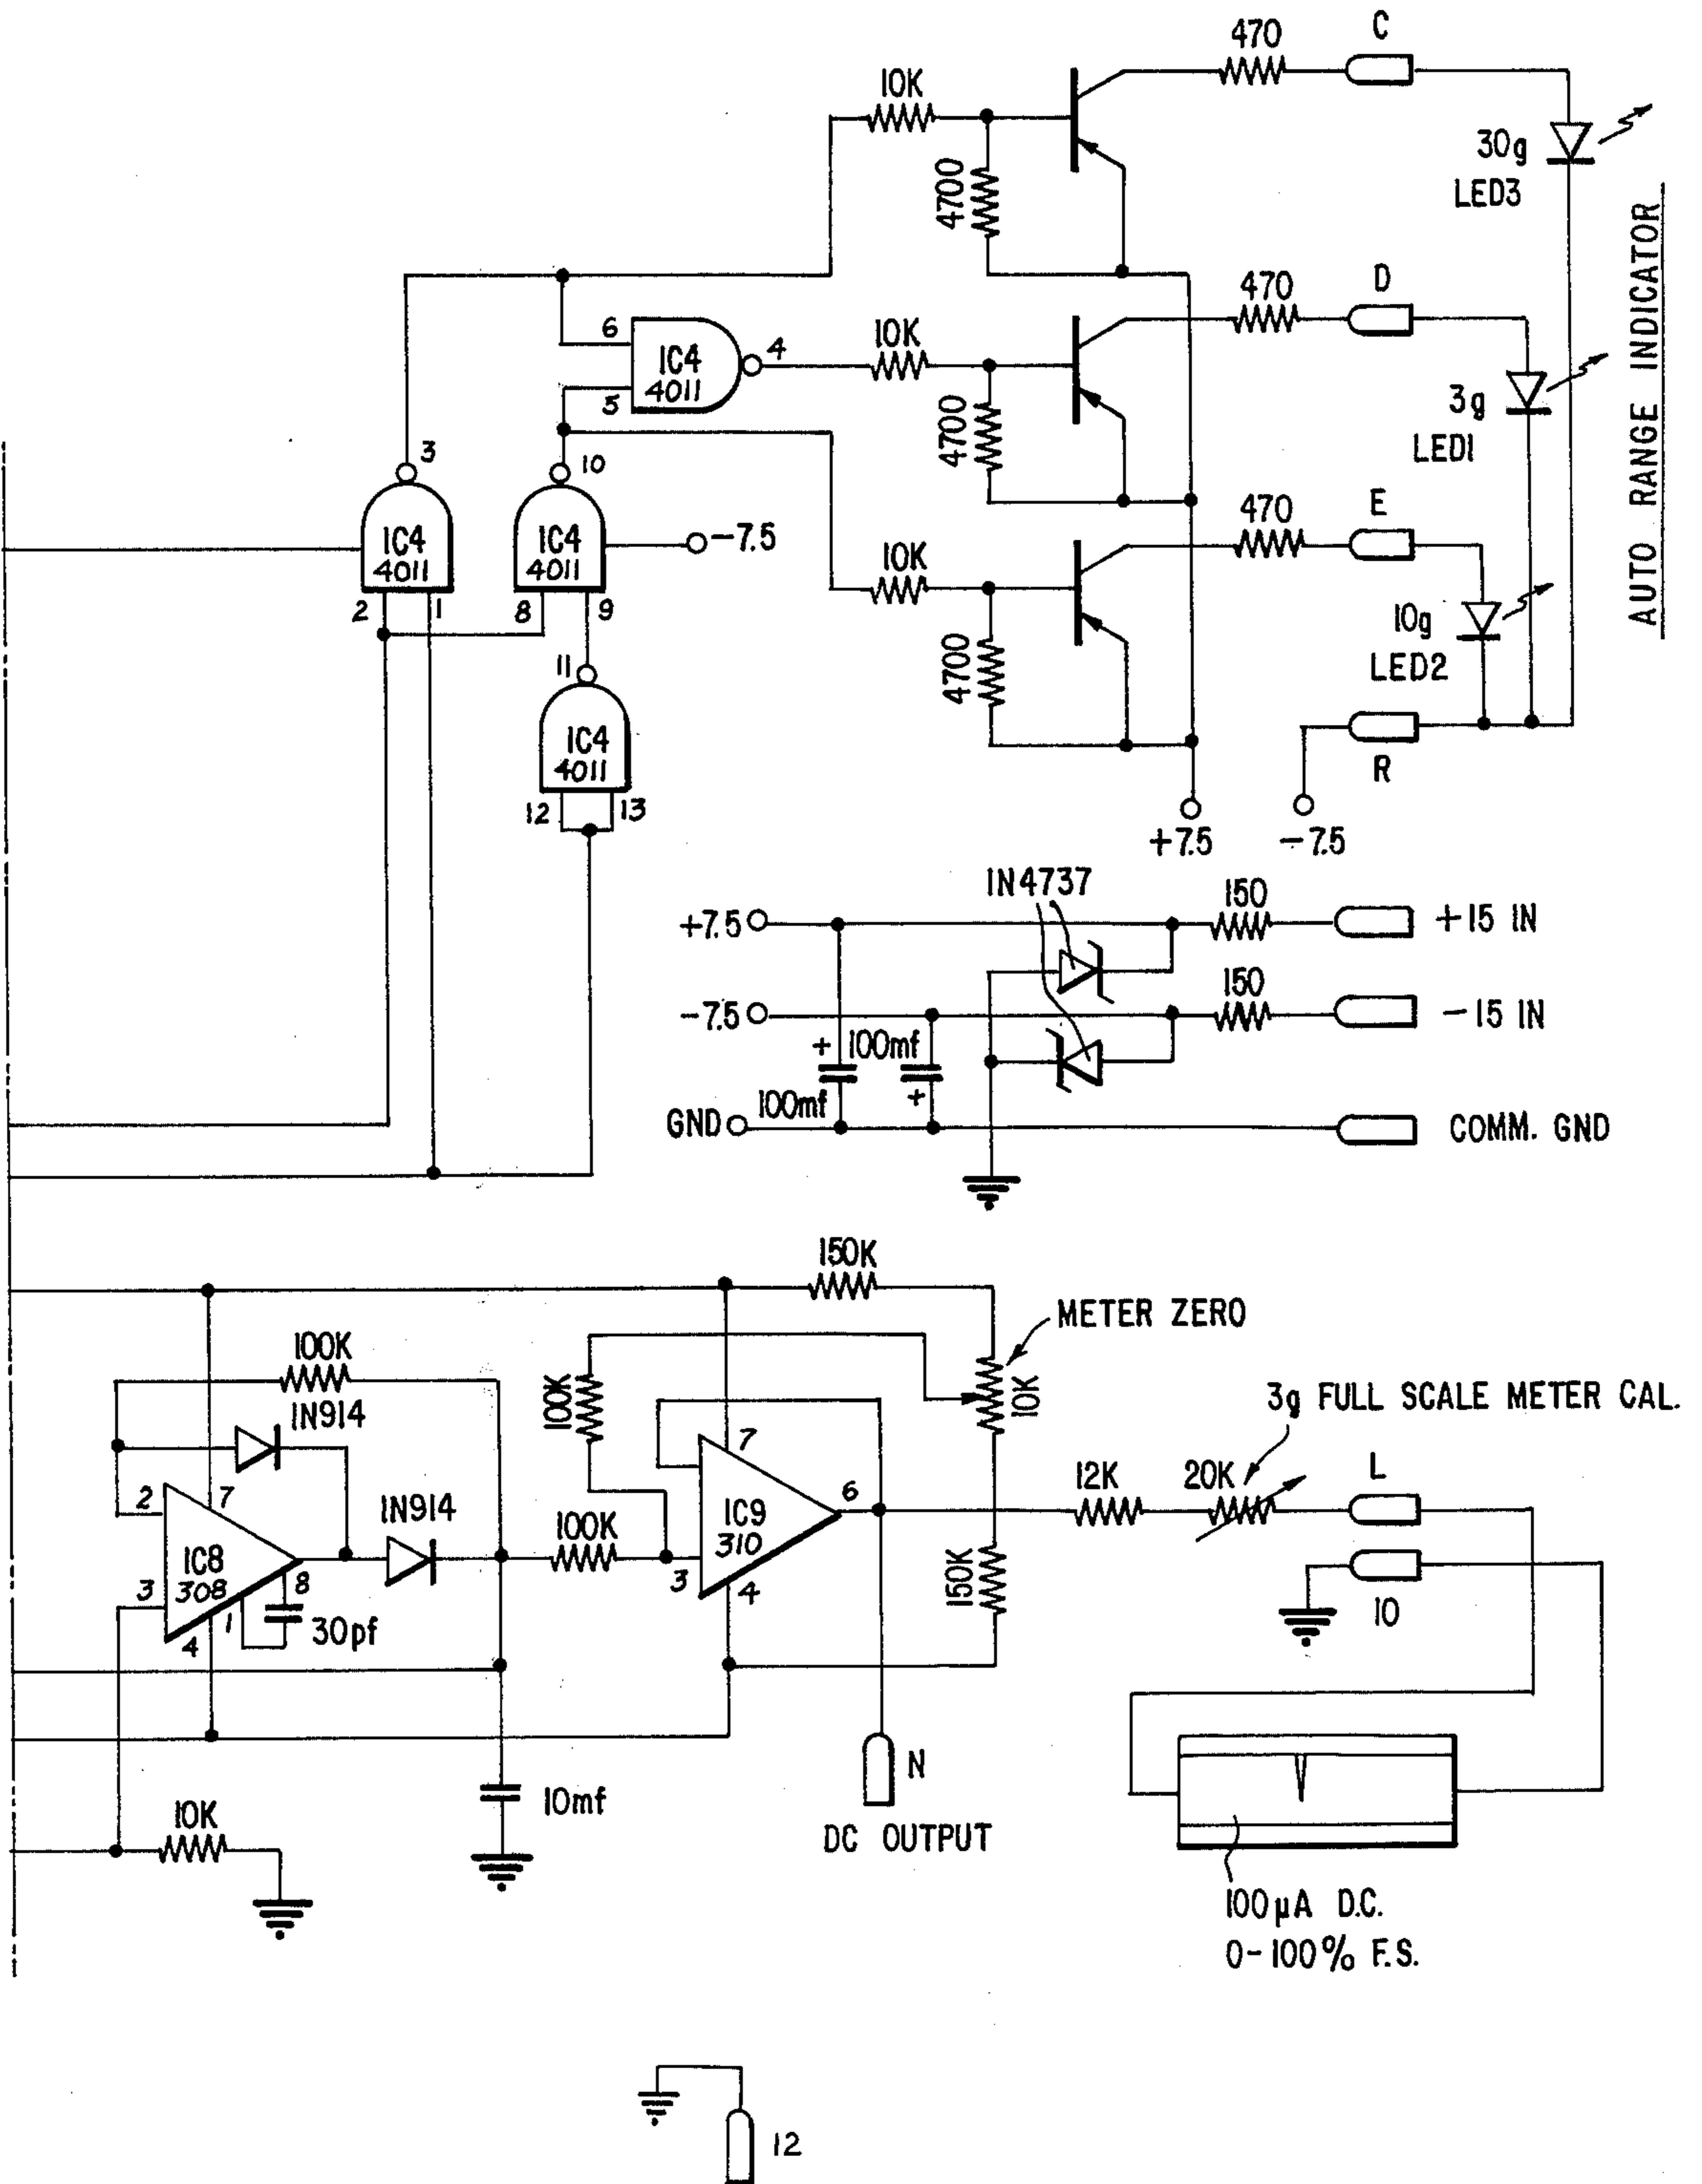 470
C
10K
30g
LED3
4700
AUTO RANGE INDICATOR
470
D
6
IC4
4011
4
5
10K
3g
LED1
4700
3
10
IC4
4011
IC4
4011
-7.5
470
E
10K
2
1
8
9
10g
LED2
4700
11
IC4
4011
12
13
R
+7.5
-7.5
IN4737
+7.5
150
+15 IN
-7.5
150
-15 IN
+
100mf
100mf
+
GND
COMM. GND
150K
METER ZERO
100K
1N914
100K
10K
3g FULL SCALE METER CAL.
2
7
IC8
308
3
8
1
4
30pf
1N914
100K
7
IC9
310
3
4
6
12K
20K
L
150K
10
10K
10mf
N
DC OUTPUT
100µA D.C.
0-100% F.S.
12